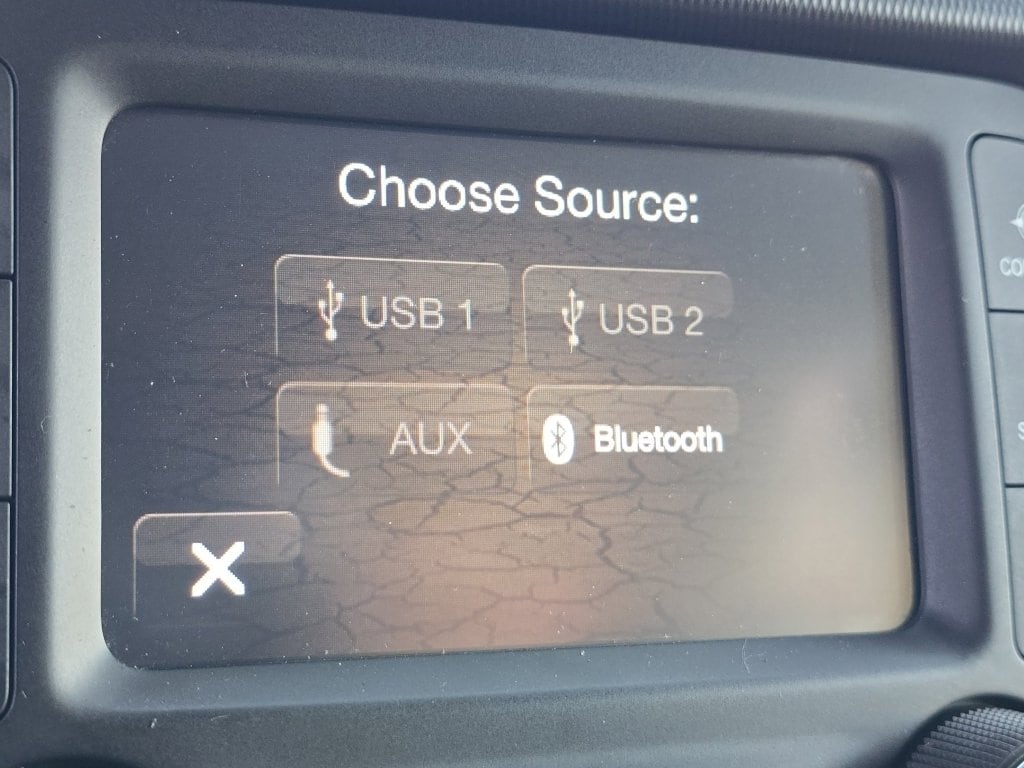 Choose Source:
USB 1
USB 2
AUX
Bluetooth